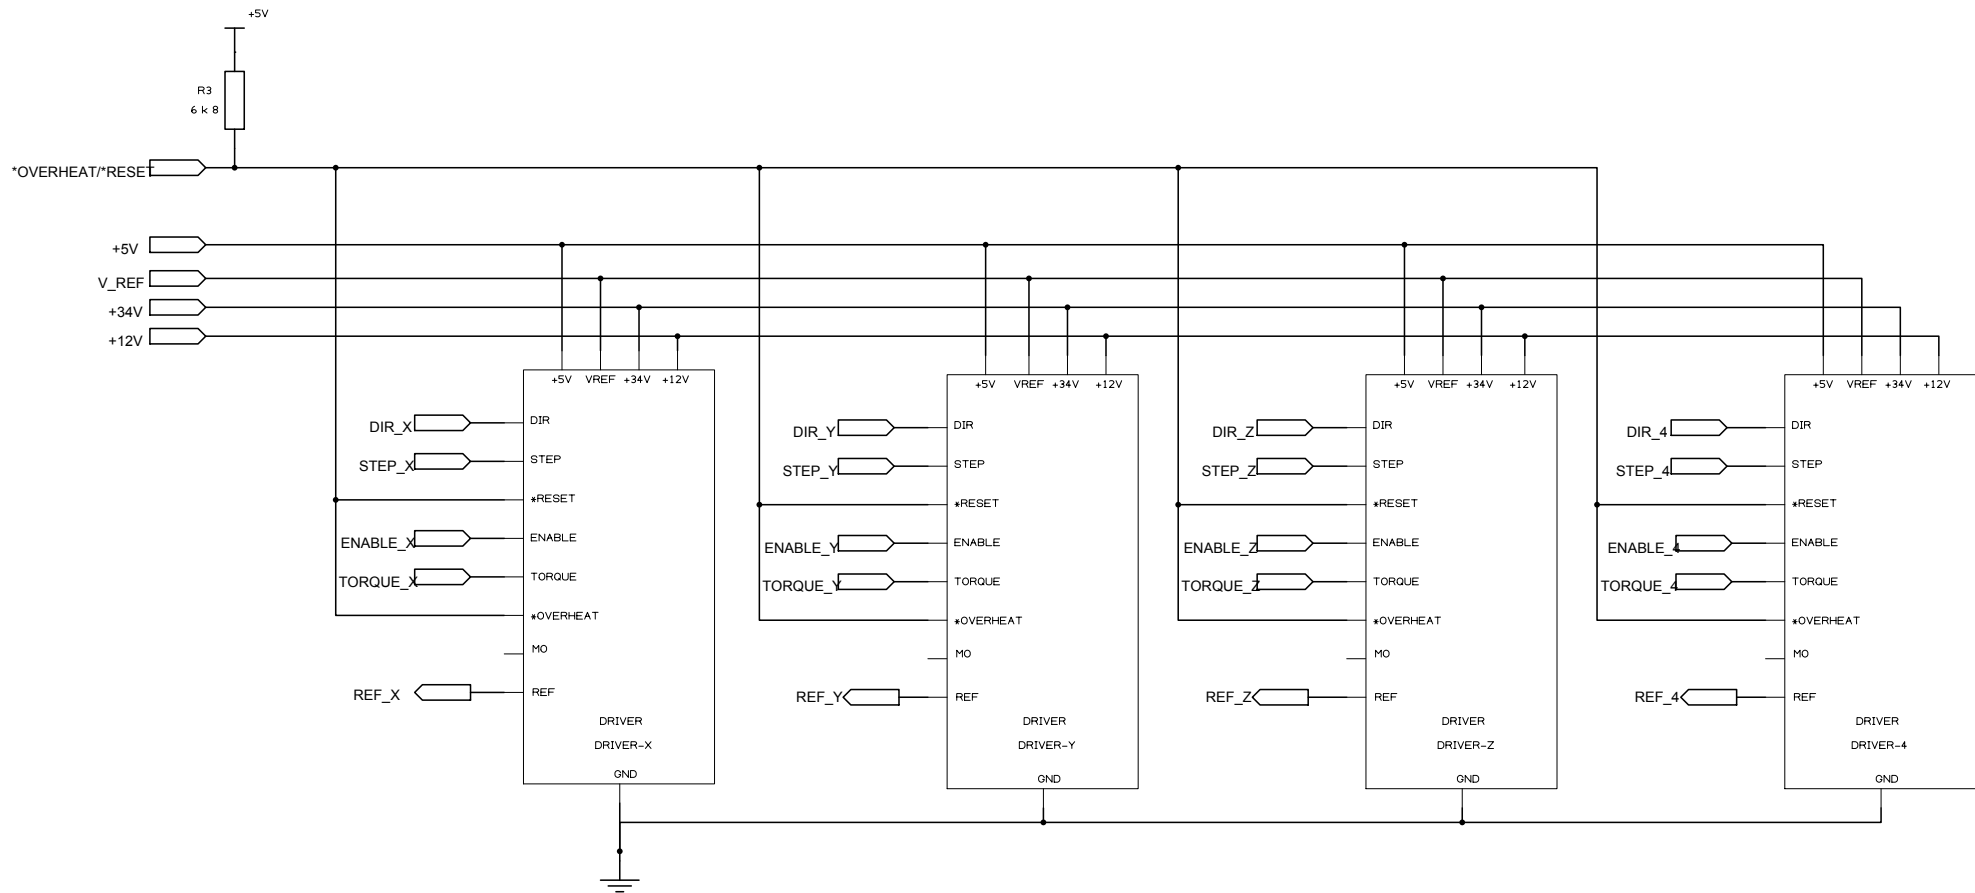 +5V
R3
6 k 8
*OVERHEAT/*RESET
+5V
V_REF
+34V
+12V
+5V VREF +34V +12V
DIR_X DIR
STEP_X STEP
*RESET
ENABLE_X ENABLE
TORQUE_X TORQUE
*OVERHEAT
MO
REF_X REF
DRIVER
DRIVER-X
GND
+5V VREF +34V +12V
DIR_Y DIR
STEP_Y STEP
*RESET
ENABLE_Y ENABLE
TORQUE_Y TORQUE
*OVERHEAT
MO
REF_Y REF
DRIVER
DRIVER-Y
GND
+5V VREF +34V +12V
DIR_Z DIR
STEP_Z STEP
*RESET
ENABLE_Z ENABLE
TORQUE_Z TORQUE
*OVERHEAT
MO
REF_Z REF
DRIVER
DRIVER-Z
GND
+5V VREF +34V +12V
DIR_4 DIR
STEP_4 STEP
*RESET
ENABLE_4 ENABLE
TORQUE_4 TORQUE
*OVERHEAT
MO
REF_4 REF
DRIVER
DRIVER-4
GND